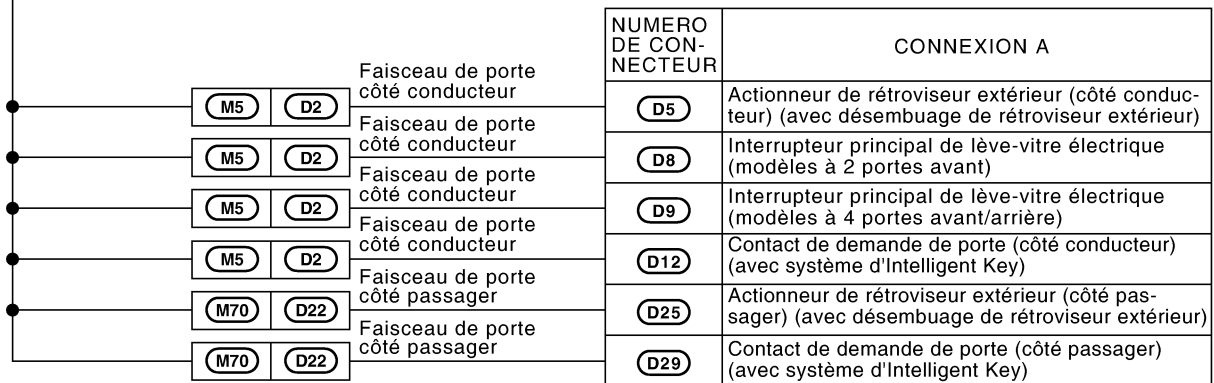 NUMERO
DE CON-
NECTEUR
CONNEXION A
Faisceau de porte
côté conducteur
M5 D2
D5
Actionneur de rétroviseur extérieur (côté conduc-
teur) (avec désembuage de rétroviseur extérieur)
Faisceau de porte
côté conducteur
M5 D2
D8
Interrupteur principal de lève-vitre électrique
(modèles à 2 portes avant)
Faisceau de porte
côté conducteur
M5 D2
D9
Interrupteur principal de lève-vitre électrique
(modèles à 4 portes avant/arrière)
Faisceau de porte
côté conducteur
M5 D2
D12
Contact de demande de porte (côté conducteur)
(avec système d'Intelligent Key)
Faisceau de porte
côté passager
M70 D22
D25
Actionneur de rétroviseur extérieur (côté pas-
sager) (avec désembuage de rétroviseur extérieur)
Faisceau de porte
côté passager
M70 D22
D29
Contact de demande de porte (côté passager)
(avec système d'Intelligent Key)